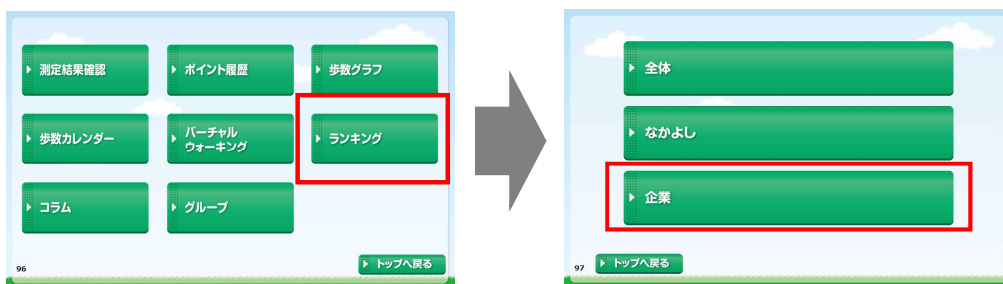 測定結果確認
ポイント履歴
歩数グラフ
歩数カレンダー
バーチャル
ウォーキング
ランキング
コラム
グループ
96
トップへ戻る
全体
なかよし
企業
97
トップへ戻る